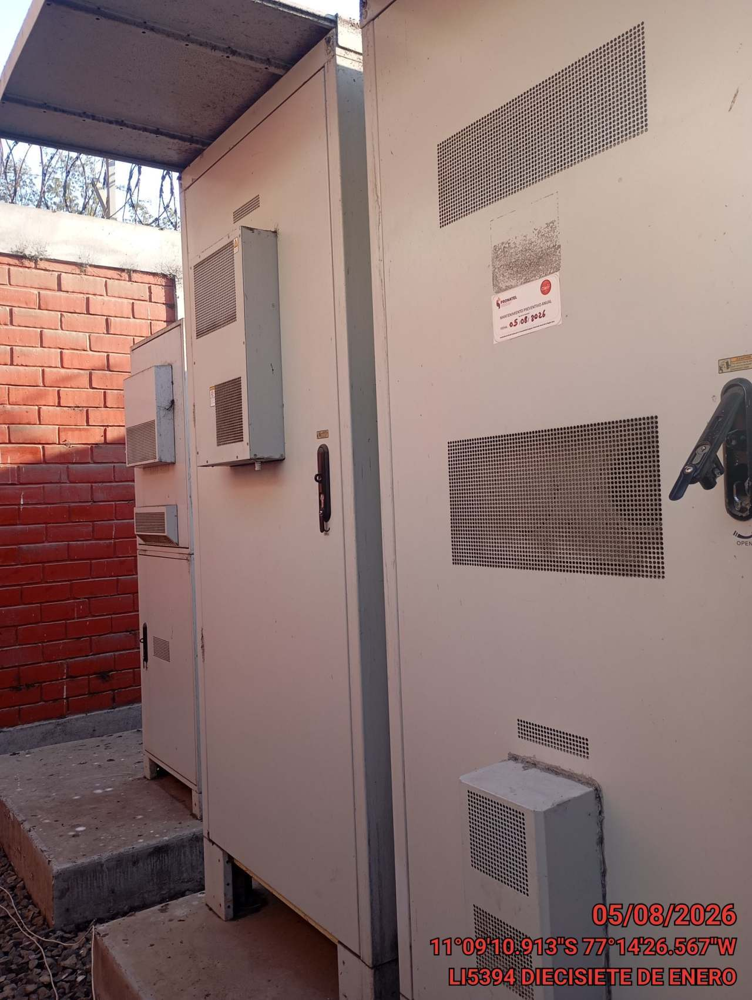 PRONATEL
Claro
MANTENIMIENTO PREVENTIVO ANUAL
FECHA: 05/08/2026
OPEN
05/08/2026
11°09'10.913"S 77°14'26.567"W
LI5394 DIECISIETE DE ENERO